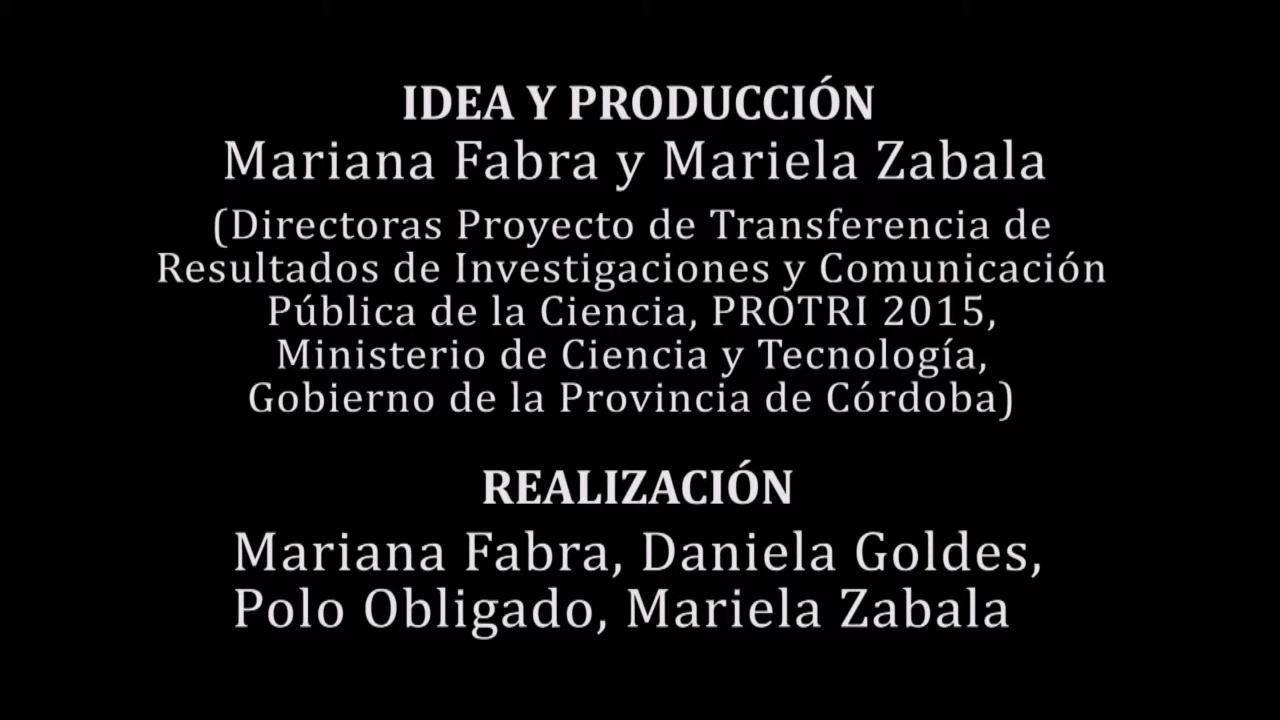 IDEA Y PRODUCCIÓN
Mariana Fabra y Mariela Zabala
(Directoras Proyecto de Transferencia de
Resultados de Investigaciones y Comunicación
Pública de la Ciencia, PROTRI 2015,
Ministerio de Ciencia y Tecnología,
Gobierno de la Provincia de Córdoba)
REALIZACIÓN
Mariana Fabra, Daniela Goldes,
Polo Obligado, Mariela Zabala